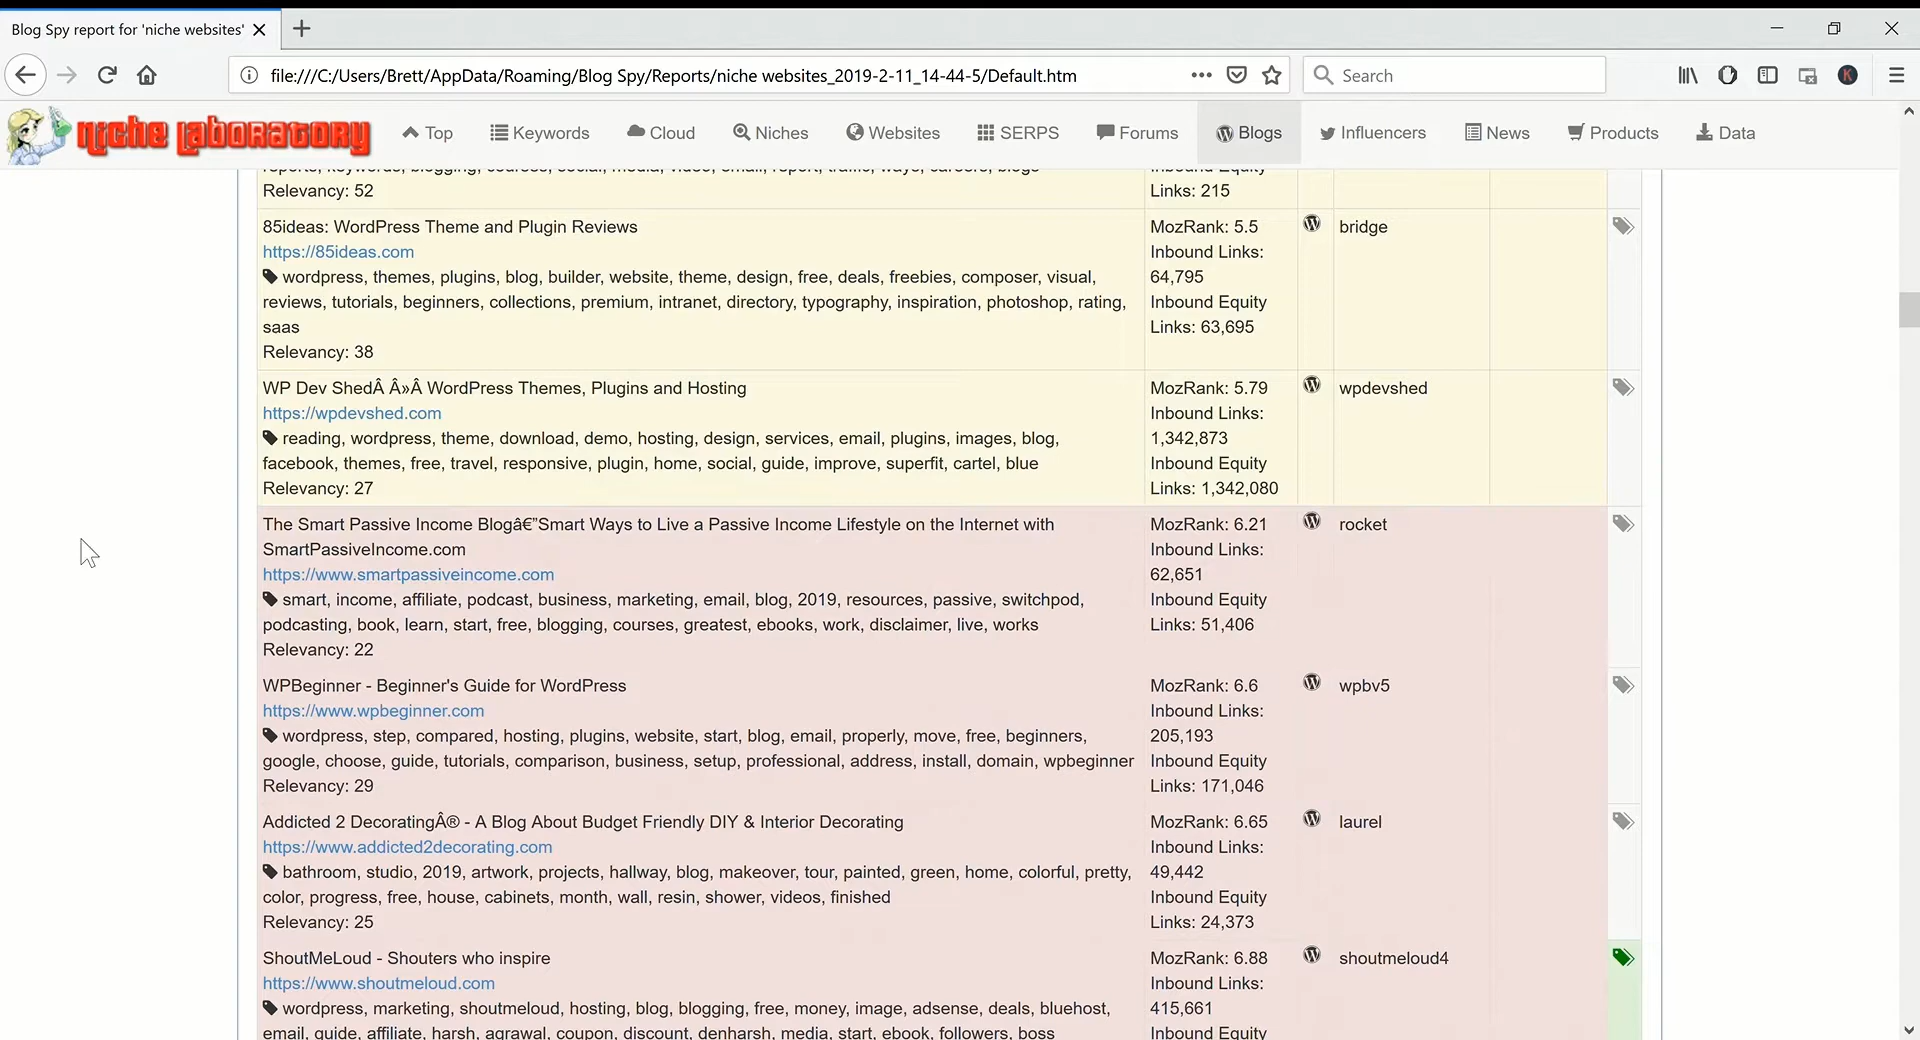 Blog Spy report for 'niche websites'
file:///C:/Users/Brett/AppData/Roaming/Blog Spy/Reports/niche websites_2019-2-11_14-44-5/Default.htm
Search
K
Niche Laboratory
Top
Keywords
Cloud
Niches
Websites
SERPS
Forums
Blogs
Influencers
News
Products
Data
reports, keywords, blogging, courses, social, media, video, email, report, traffic, ways, careers, blogs
Relevancy: 52
Inbound Equity
Links: 215
85ideas: WordPress Theme and Plugin Reviews
https://85ideas.com
wordpress, themes, plugins, blog, builder, website, theme, design, free, deals, freebies, composer, visual,
reviews, tutorials, beginners, collections, premium, intranet, directory, typography, inspiration, photoshop, rating,
saas
Relevancy: 38
MozRank: 5.5
Inbound Links:
64,795
Inbound Equity
Links: 63,695
bridge
WP Dev ShedÂ Â»Â WordPress Themes, Plugins and Hosting
https://wpdevshed.com
reading, wordpress, theme, download, demo, hosting, design, services, email, plugins, images, blog,
facebook, themes, free, travel, responsive, plugin, home, social, guide, improve, superfit, cartel, blue
Relevancy: 27
MozRank: 5.79
Inbound Links:
1,342,873
Inbound Equity
Links: 1,342,080
wpdevshed
The Smart Passive Income Blogâ€”Smart Ways to Live a Passive Income Lifestyle on the Internet with
SmartPassiveIncome.com
https://www.smartpassiveincome.com
smart, income, affiliate, podcast, business, marketing, email, blog, 2019, resources, passive, switchpod,
podcasting, book, learn, start, free, blogging, courses, greatest, ebooks, work, disclaimer, live, works
Relevancy: 22
MozRank: 6.21
Inbound Links:
62,651
Inbound Equity
Links: 51,406
rocket
WPBeginner - Beginner's Guide for WordPress
https://www.wpbeginner.com
wordpress, step, compared, hosting, plugins, website, start, blog, email, properly, move, free, beginners,
google, choose, guide, tutorials, comparison, business, setup, professional, address, install, domain, wpbeginner
Relevancy: 29
MozRank: 6.6
Inbound Links:
205,193
Inbound Equity
Links: 171,046
wpbv5
Addicted 2 DecoratingÂ® - A Blog About Budget Friendly DIY & Interior Decorating
https://www.addicted2decorating.com
bathroom, studio, 2019, artwork, projects, hallway, blog, makeover, tour, painted, green, home, colorful, pretty,
color, progress, free, house, cabinets, month, wall, resin, shower, videos, finished
Relevancy: 25
MozRank: 6.65
Inbound Links:
49,442
Inbound Equity
Links: 24,373
laurel
ShoutMeLoud - Shouters who inspire
https://www.shoutmeloud.com
wordpress, marketing, shoutmeloud, hosting, blog, blogging, free, money, image, adsense, deals, bluehost,
email, guide, affiliate, harsh, agrawal, coupon, discount, denharsh, media, start, ebook, followers, boss
MozRank: 6.88
Inbound Links:
415,661
Inbound Equity
shoutmeloud4